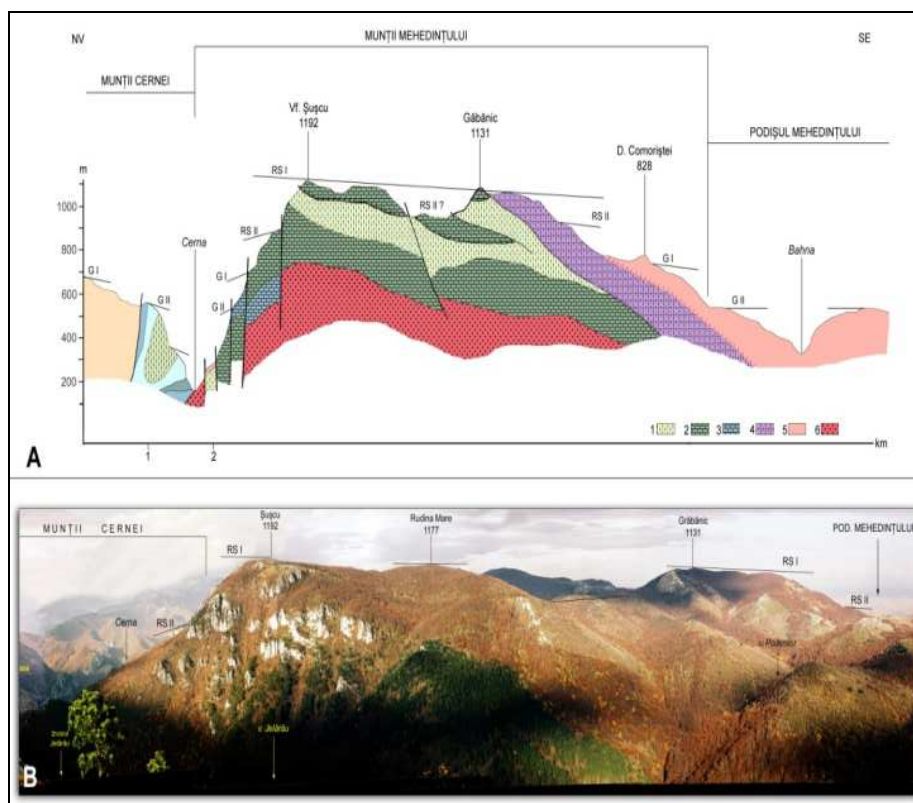 NV
MUNȚII MEHEDINȚULUI
SE
MUNȚII CERNEI
Vf. Șușcu
1192
Găbănic
1131
PODIȘUL MEHEDINȚULUI
D. Comoriștei
828
m
RS I
1000
RS II ?
RS II
Cerna
RS II
Bahna
800
G I
G I
G I
600
G II
G II
G II
400
200
1 2 3 4 5 6
A
1 2
km
MUNȚII CERNEI
Șușcu
1192
Rudina Mare
1177
Grăbănic
1131
POD. MEHEDINȚULUI
RS I
RS I
Cerna
RS II
RS II
v. Jelărău
Jelărău
B